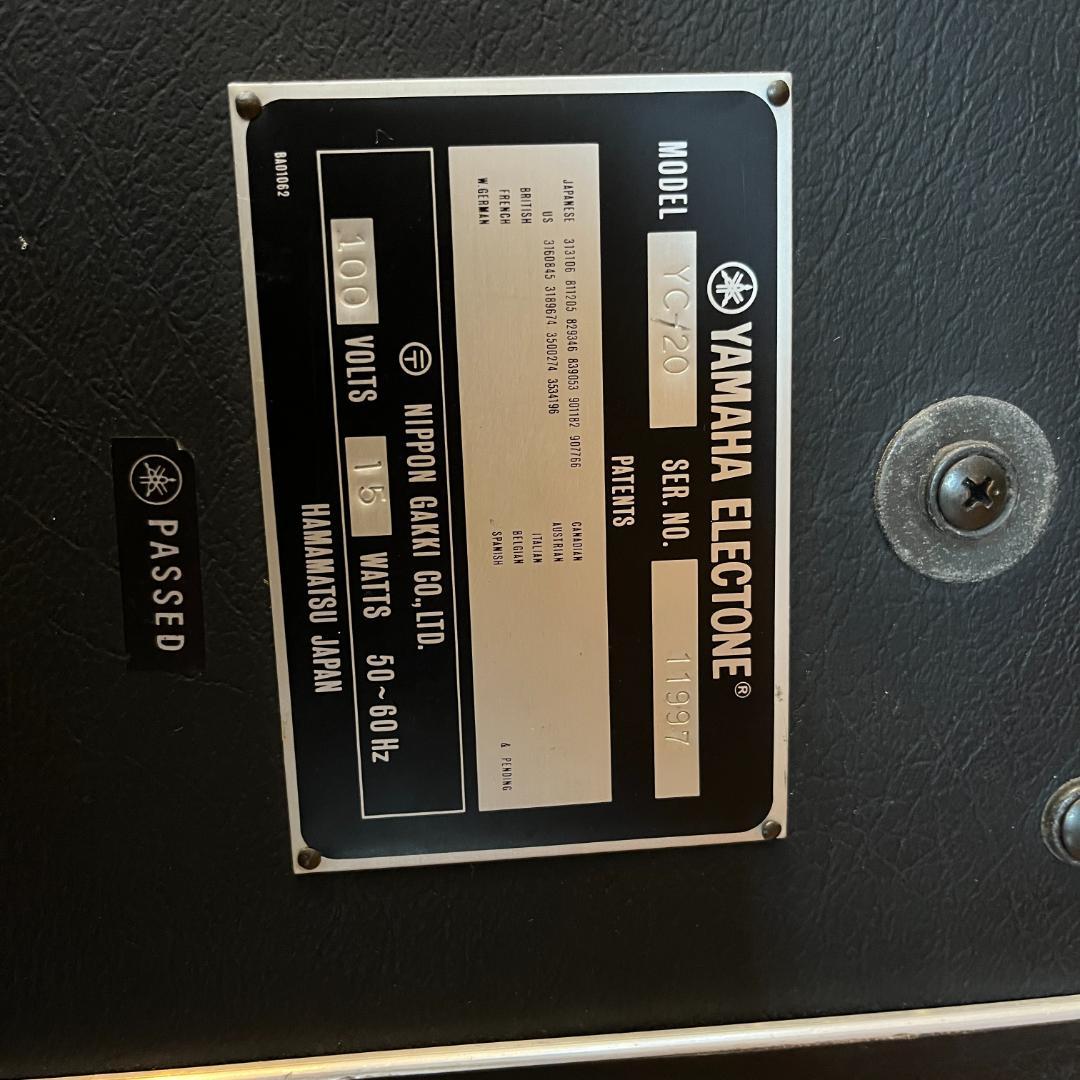 YAMAHA ELECTONE®
MODEL YC-20 SER. NO. 11997
PATENTS
JAPANESE 313106 811205 829346 839053 901182 907766
US 3160845 3189674 3500274 3534196
BRITISH
FRENCH
W.GERMAN
CANADIAN
AUSTRIAN
ITALIAN
BELGIAN
SPANISH
& PENDING
NIPPON GAKKI CO., LTD.
100 VOLTS 15 WATTS 50~60Hz
HAMAMATSU JAPAN
BA01062
PASSED